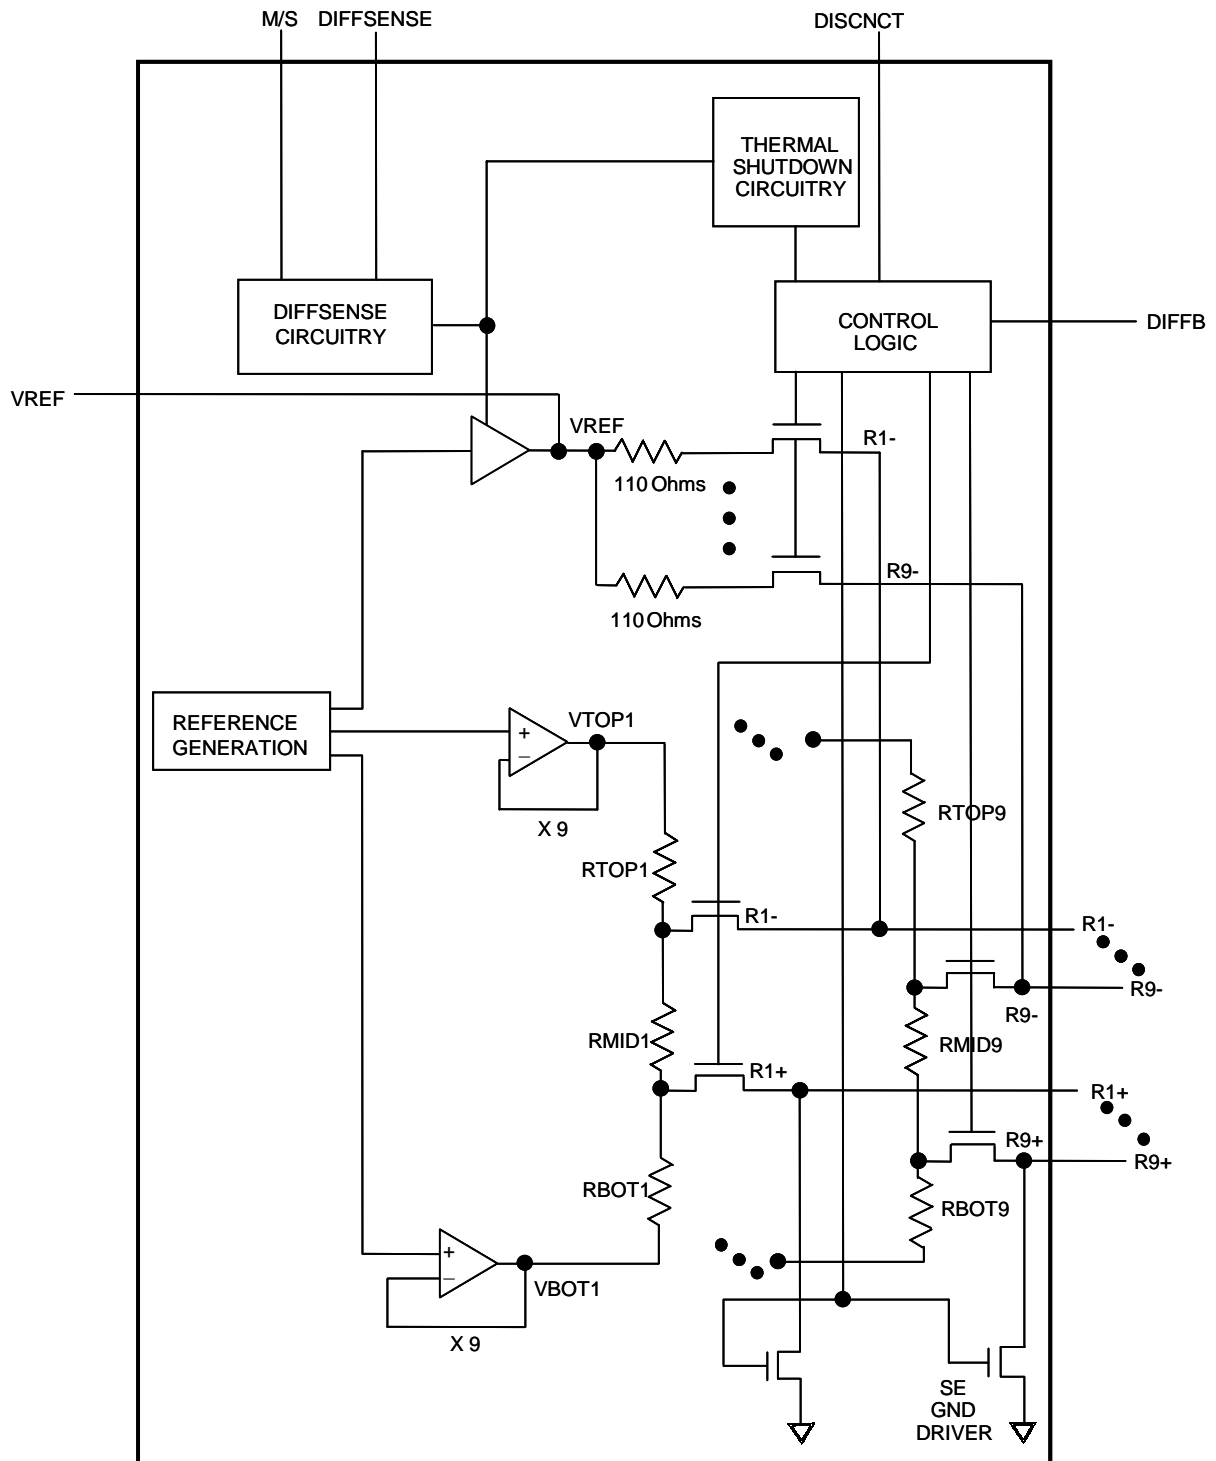 M/S DIFFSENSE DISCNCT
THERMAL
SHUTDOWN
CIRCUITRY
DIFFSENSE
CIRCUITRY
CONTROL
LOGIC
DIFFB
VREF
VREF
R1-
110 Ohms
R9-
110 Ohms
REFERENCE
GENERATION
+
−
VTOP1
X 9
RTOP9
RTOP1
R1-
R1-
R9-
R9-
RMID1
RMID9
R1+
R1+
R9+
R9+
RBOT1
RBOT9
+
−
VBOT1
X 9
SE
GND
DRIVER